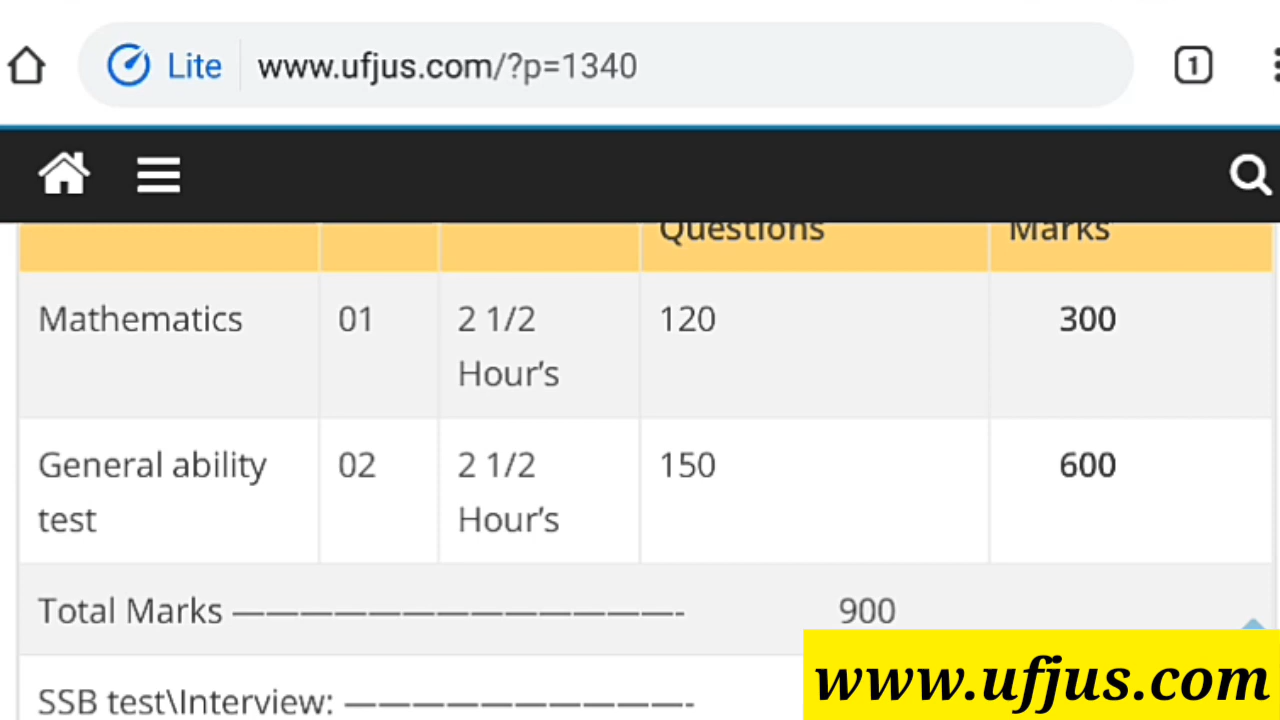 Lite www.ufjus.com/?p=1340 1
Questions Marks
Mathematics 01 2 1/2 120 300
Hour’s
General ability 02 2 1/2 150 600
test Hour’s
Total Marks —————————————- 900
SSB test\Interview: ——————————-
www.ufjus.com